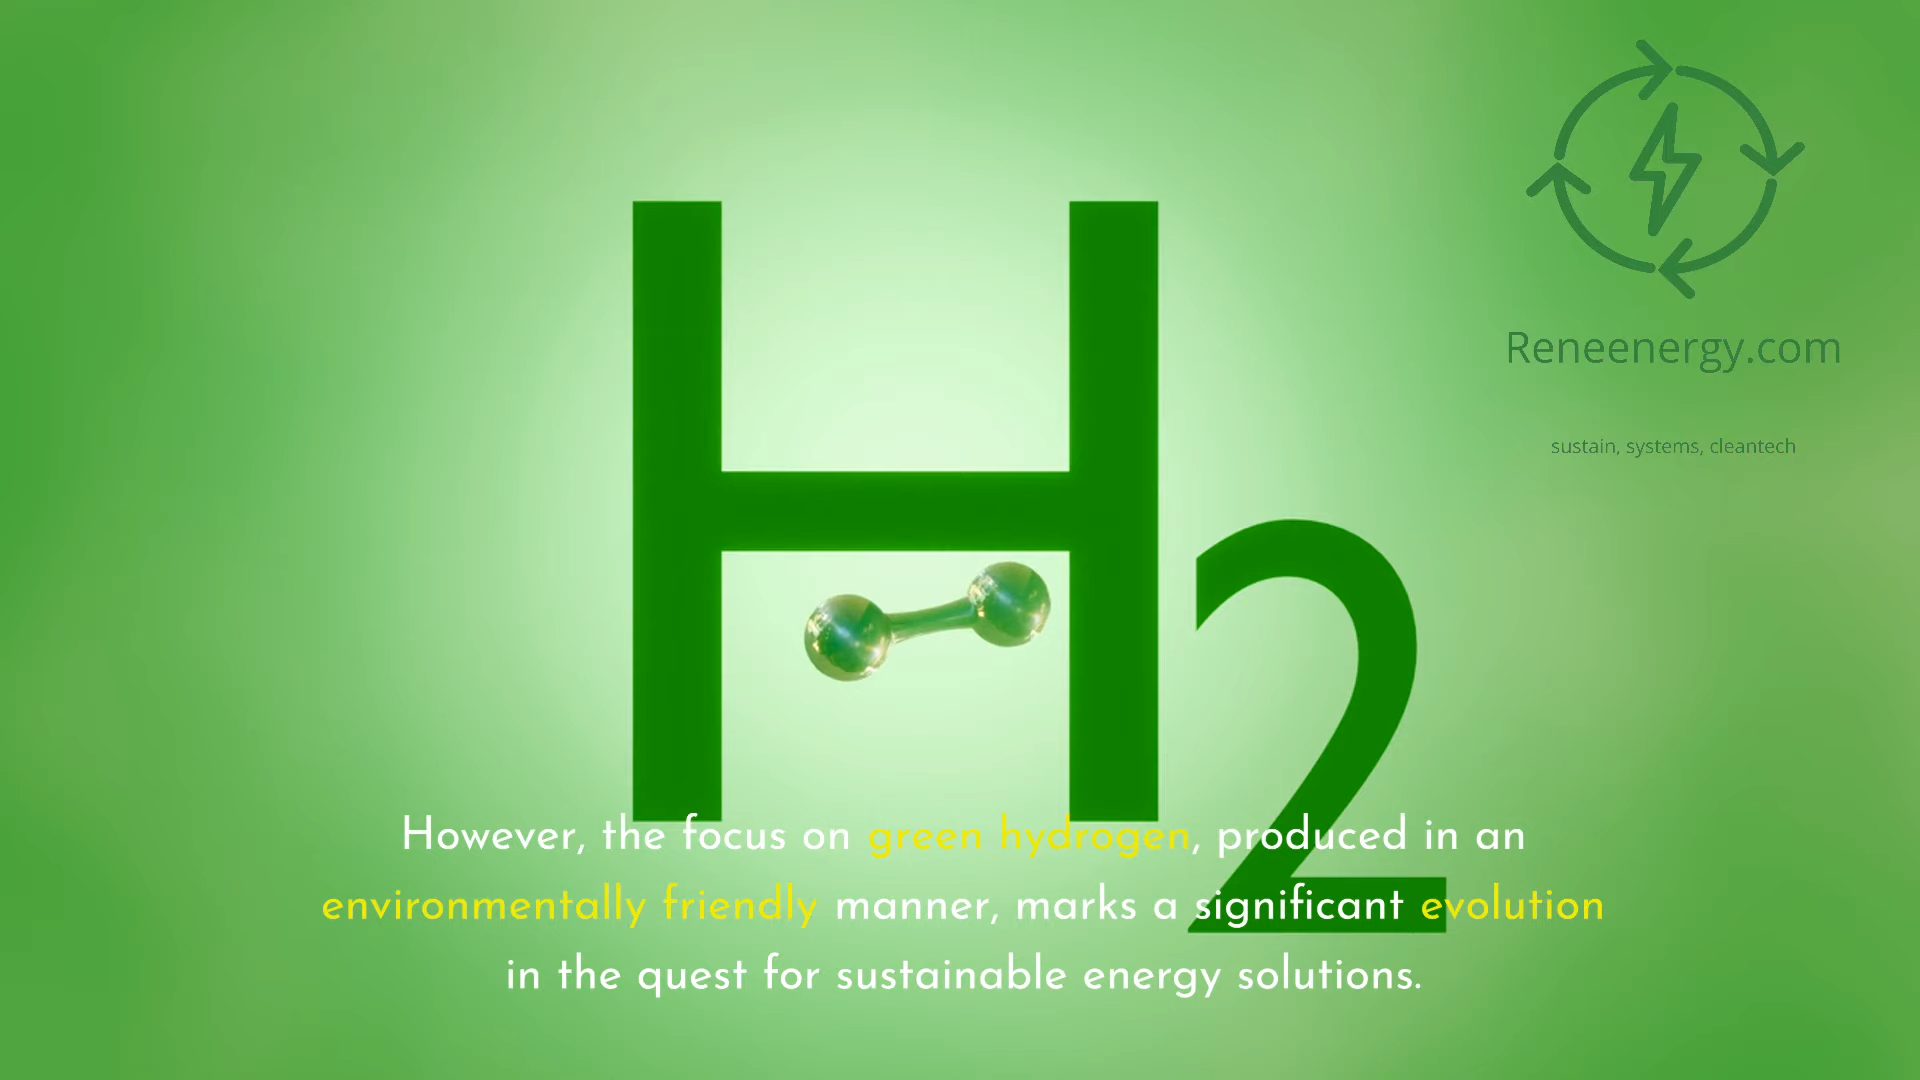 H2
Reneenergy.com
sustain, systems, cleantech
However, the focus on green hydrogen, produced in an
environmentally friendly manner, marks a significant evolution
in the quest for sustainable energy solutions.